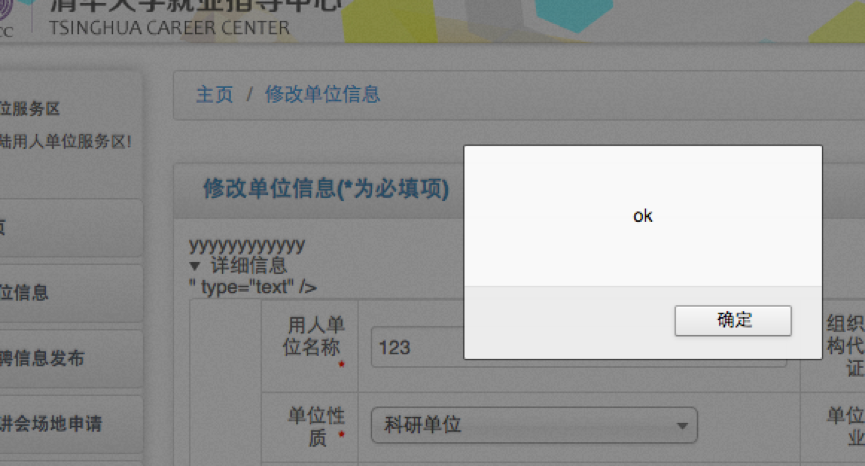 清华大学就业指导中心
CC
TSINGHUA CAREER CENTER
位服务区
陆用人单位服务区!
页
位信息
聘信息发布
讲会场地申请
主页 / 修改单位信息
修改单位信息(*为必填项)
yyyyyyyyyyyy
▼ 详细信息
" type="text" />
用人单
位名称
*
123
组织
构代
证
单位性
质 *
科研单位
单位
业
ok
确定